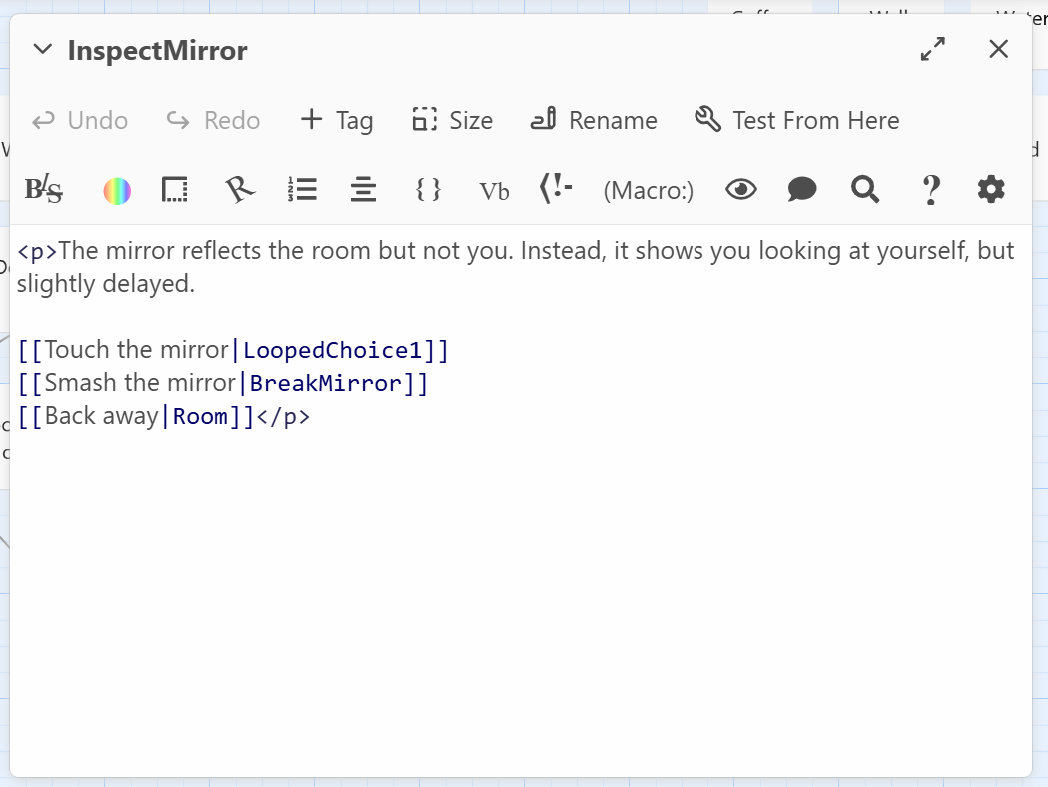 InspectMirror
Undo Redo + Tag Size Rename Test From Here
(Macro:)
<p>The mirror reflects the room but not you. Instead, it shows you looking at yourself, but
slightly delayed.
[[Touch the mirror|LoopedChoice1]]
[[Smash the mirror|BreakMirror]]
[[Back away|Room]]</p>